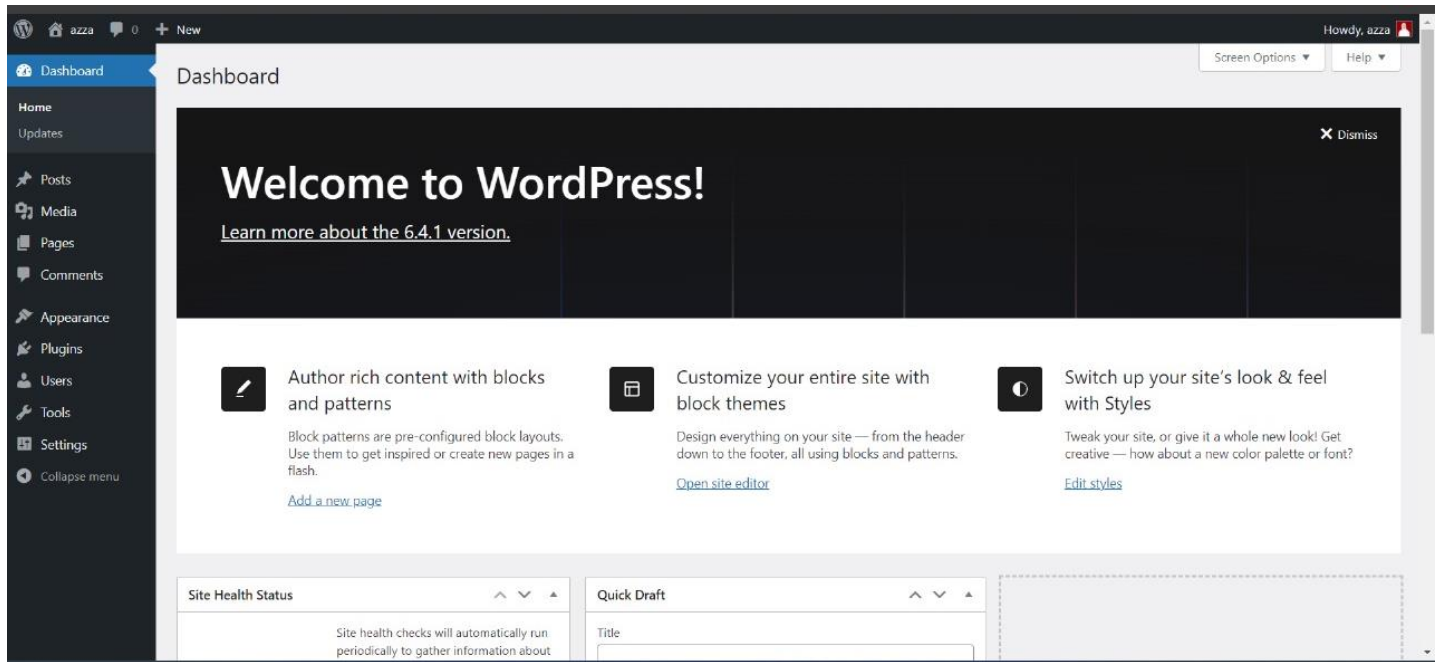 azza 0 New Howdy, azza
Dashboard
Home
Updates
Posts
Media
Pages
Comments
Appearance
Plugins
Users
Tools
Settings
Collapse menu
Screen Options Help
Dashboard
Dismiss
Welcome to WordPress!
Learn more about the 6.4.1 version.
Author rich content with blocks
and patterns
Block patterns are pre-configured block layouts.
Use them to get inspired or create new pages in a
flash.
Add a new page
Customize your entire site with
block themes
Design everything on your site — from the header
down to the footer, all using blocks and patterns.
Open site editor
Switch up your site's look & feel
with Styles
Tweak your site, or give it a whole new look! Get
creative — how about a new color palette or font?
Edit styles
Site Health Status
Site health checks will automatically run
periodically to gather information about
Quick Draft
Title